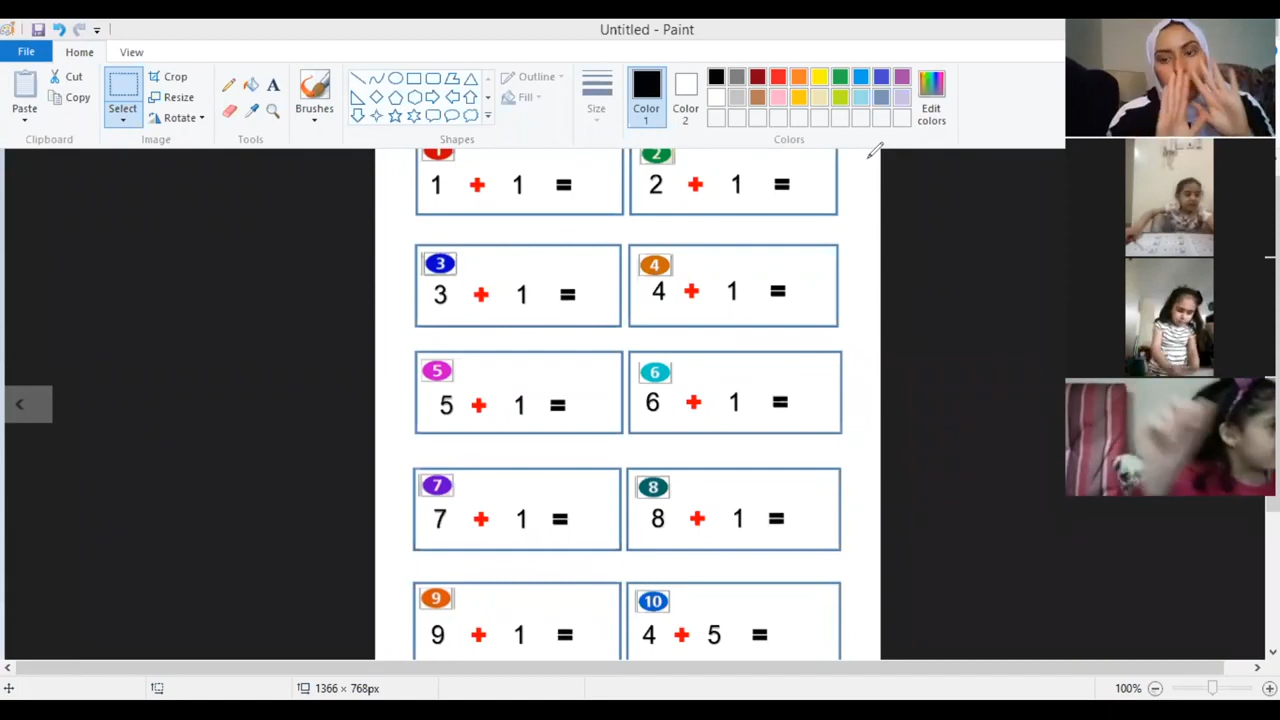 Untitled - Paint
File Home View
Cut
Copy
Paste
Clipboard
Crop
Resize
Rotate
Select
Image
Tools
Brushes
Outline
Fill
Shapes
Size
Color 1
Color 2
Edit colors
Colors
1 2
1 + 1 = 2 + 1 =
3 4
3 + 1 = 4 + 1 =
5 6
5 + 1 = 6 + 1 =
7 8
7 + 1 = 8 + 1 =
9 10
9 + 1 = 4 + 5 =
1366 × 768px 100%